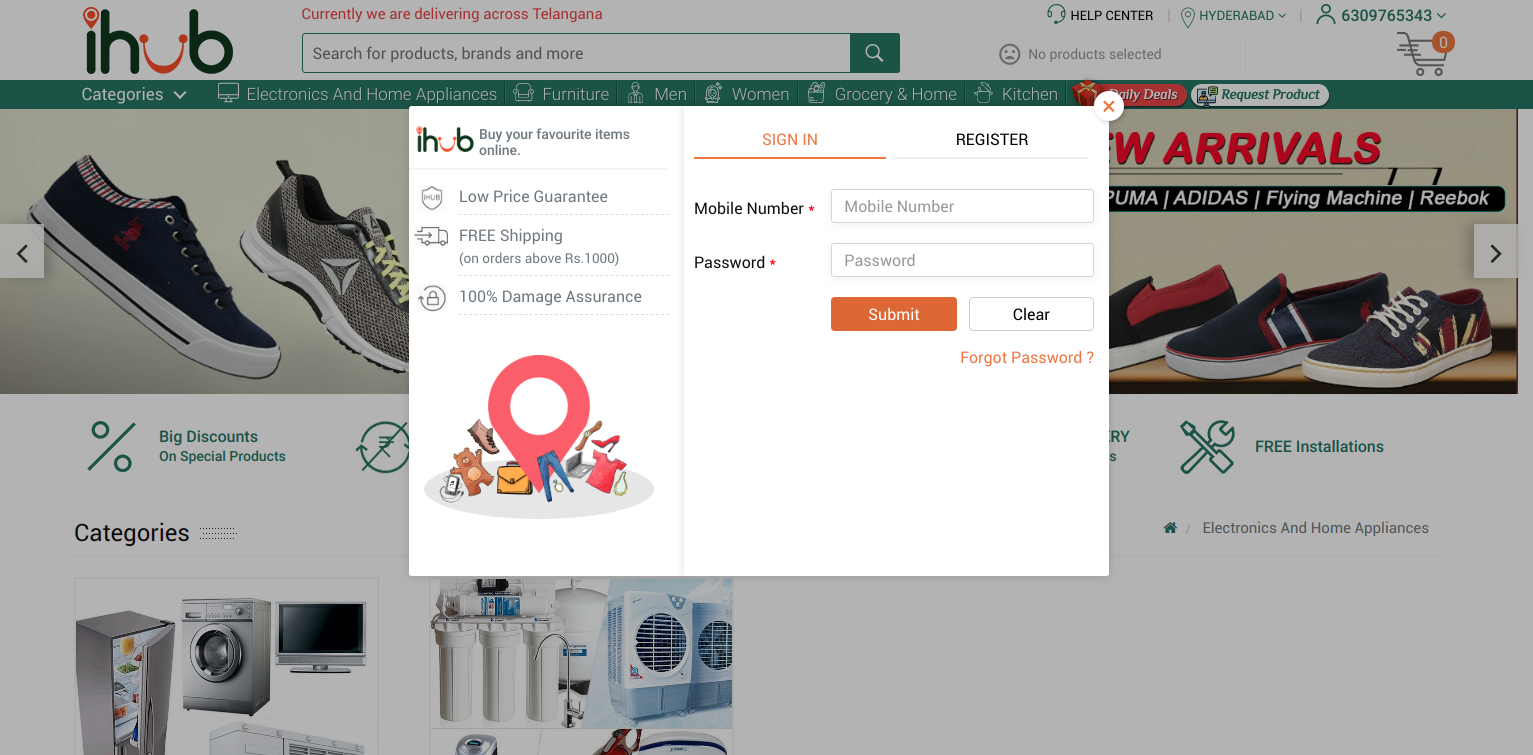 Currently we are delivering across Telangana
HELP CENTER
HYDERABAD
6309765343
ihub
Search for products, brands and more
No products selected
0
Categories
Electronics And Home Appliances
Furniture
Men
Women
Grocery & Home
Kitchen
Daily Deals
Request Product
ihub
Buy your favourite items
online.
IHUB
Low Price Guarantee
FREE Shipping
(on orders above Rs.1000)
100% Damage Assurance
SIGN IN
REGISTER
Mobile Number *
Mobile Number
Password *
Password
Submit
Clear
Forgot Password ?
W ARRIVALS
PUMA | ADIDAS | Flying Machine | Reebok
Big Discounts
On Special Products
RY
s
FREE Installations
Categories
/ Electronics And Home Appliances